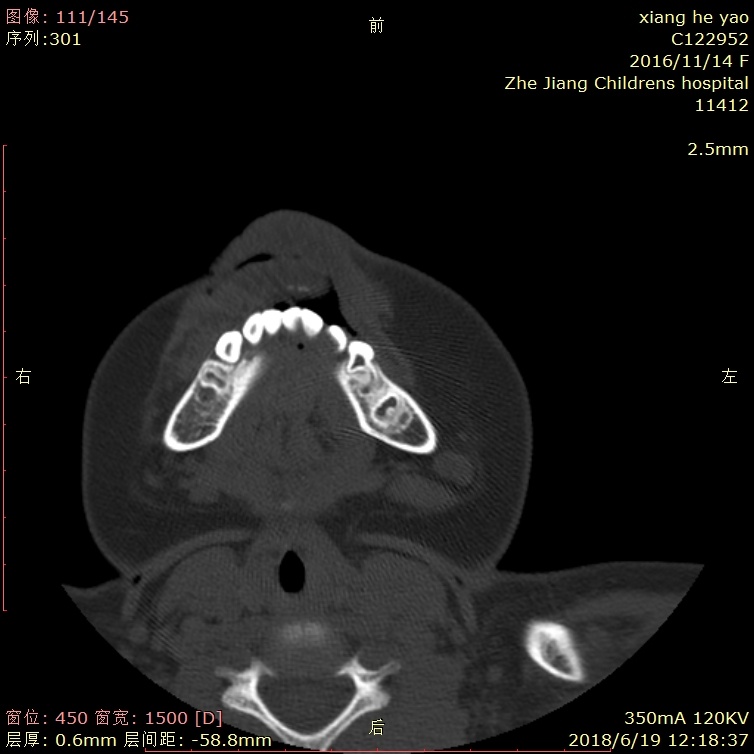 图像: 111/145
序列:301
前
xiang he yao
C122952
2016/11/14 F
Zhe Jiang Childrens hospital
11412
2.5mm
右
左
窗位: 450 窗宽: 1500 [D]
层厚: 0.6mm 层间距: -58.8mm
后
350mA 120KV
2018/6/19 12:18:37